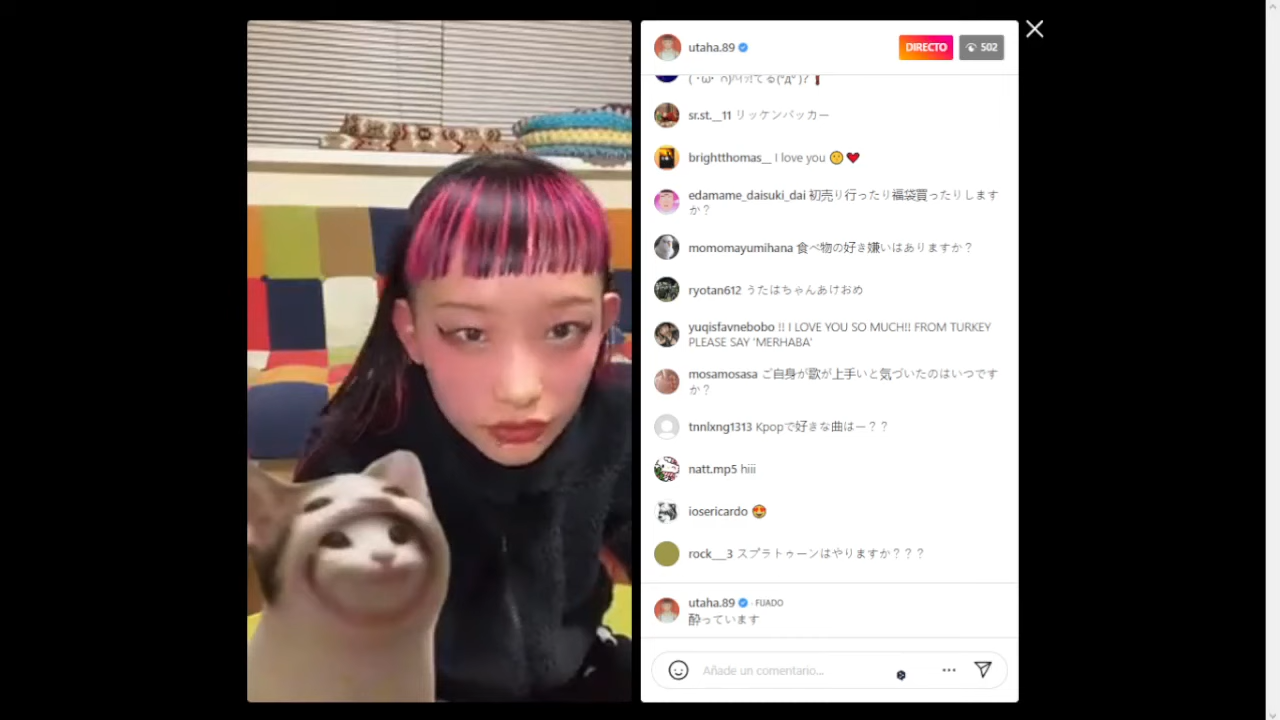 utaha.89
DIRECTO
502
sr.st.__11 リッケンバッカー
brightthomas__ I love you 🫢❤️
edamame_daisuki_dai 初売り行ったり福袋買ったりします
か？
momomayumihana 食べ物の好き嫌いはありますか？
ryotan612 うたはちゃんあけおめ
yuqisfavnebobo !! I LOVE YOU SO MUCH!! FROM TURKEY
PLEASE SAY 'MERHABA'
mosamosasa ご自身が歌が上手いと気づいたのはいつです
か？
tnnlxng1313 Kpopで好きな曲はー？？
natt.mp5 hiii
iosericardo 😍
rock___3 スプラトゥーンはやりますか？？？
utaha.89 · FIJADO
酔っています
Añade un comentario...